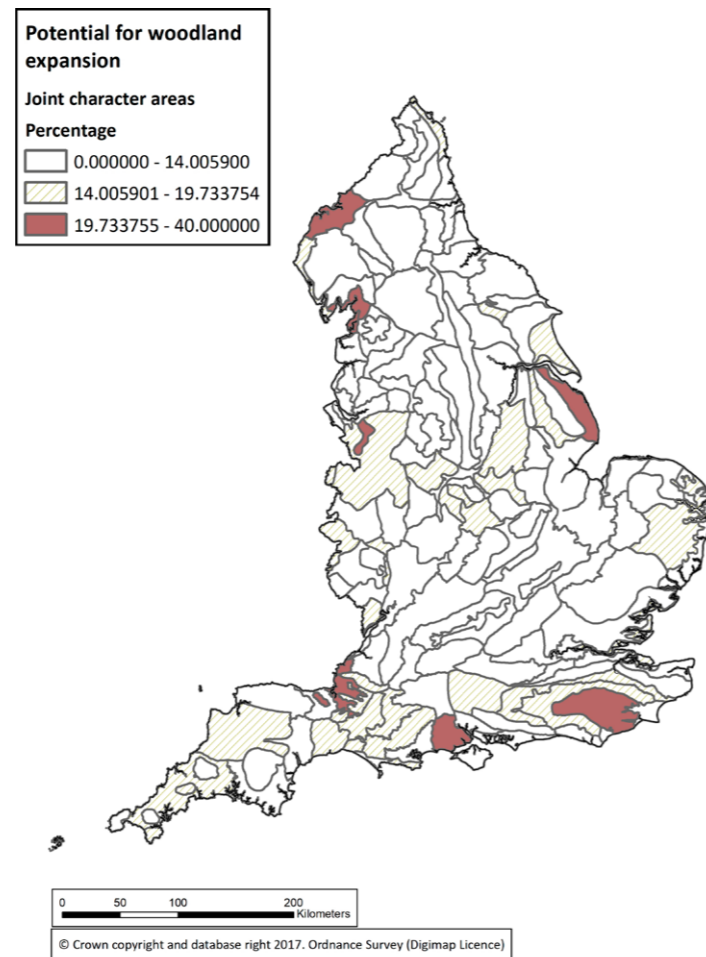 Potential for woodland
expansion
Joint character areas
Percentage
0.000000 - 14.005900
14.005901 - 19.733754
19.733755 - 40.000000
0 50 100 200
Kilometers
© Crown copyright and database right 2017. Ordnance Survey (Digimap Licence)